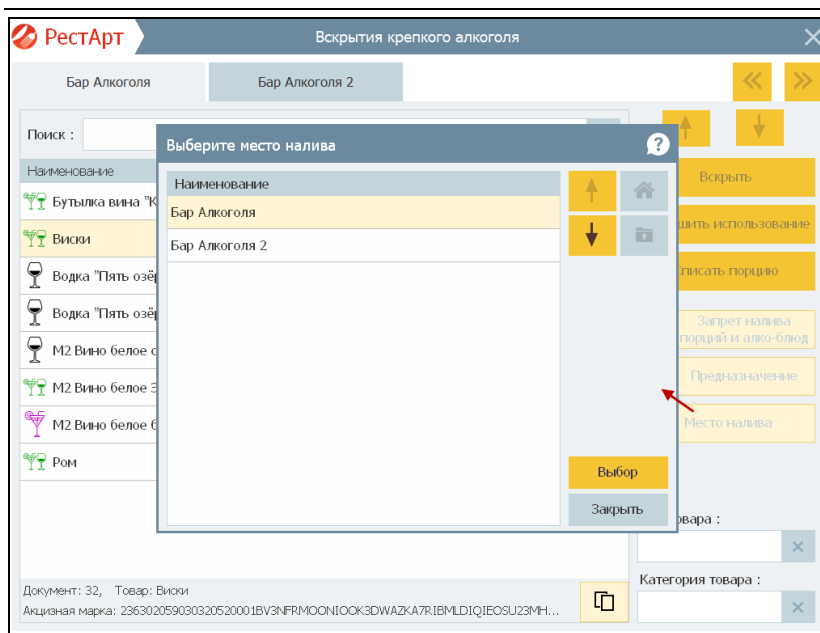 РестАрт
Вскрытия крепкого алкоголя
Бар Алкоголя
Бар Алкоголя 2
Поиск :
Выберите место налива
?
Наименование
Наименование
Вскрыть
Бутылка вина "К
Бар Алкоголя
Виски
Бар Алкоголя 2
шить использование
Водка "Пять озё
Списать порцию
Водка "Пять озё
Запрет налива
порций и алко-блюд
М2 Вино белое с
Предназначение
М2 Вино белое
М2 Вино белое б
Место налива
Ром
Выбор
Закрыть
овара :
Категория товара :
Документ: 32, Товар: Виски
Акцизная марка: 236302059030320520001BV3NFRMOONIOOK3DWAZKA7RIBMLDIQIEOSU23MH...